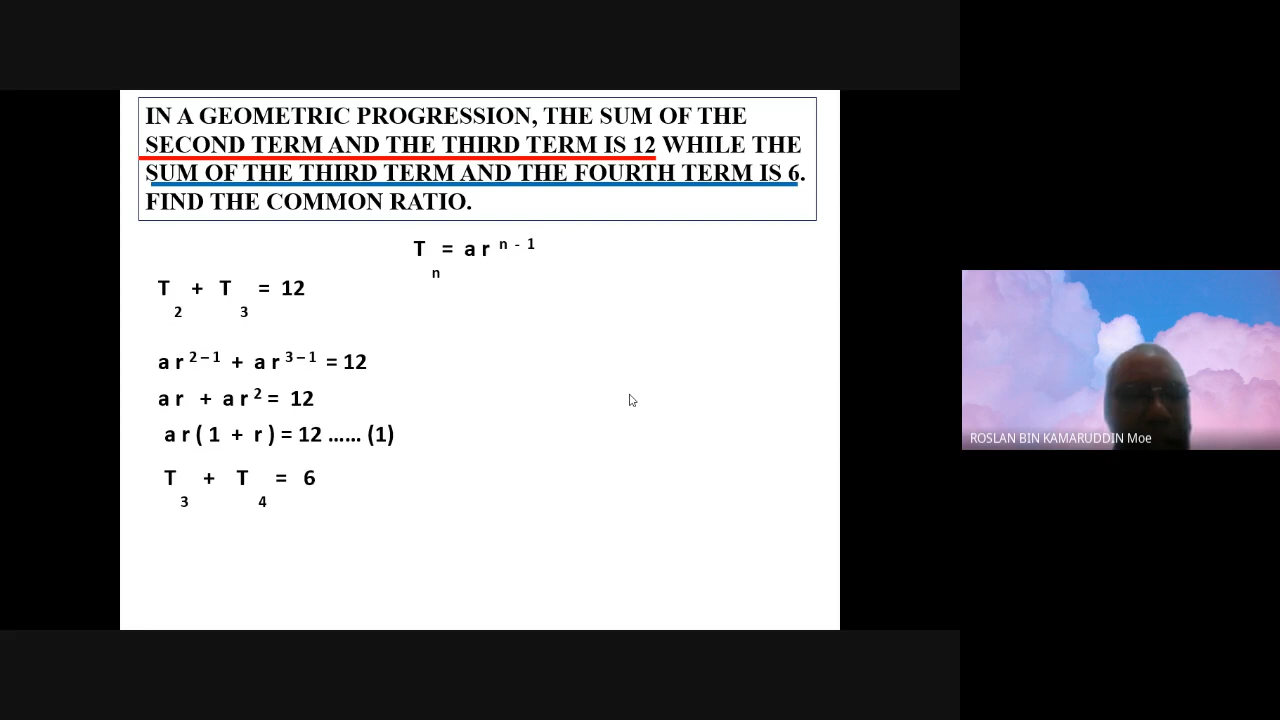 IN A GEOMETRIC PROGRESSION, THE SUM OF THE
SECOND TERM AND THE THIRD TERM IS 12 WHILE THE
SUM OF THE THIRD TERM AND THE FOURTH TERM IS 6.
FIND THE COMMON RATIO.
T n = a r n - 1
T 2 + T 3 = 12
a r 2 – 1 + a r 3 – 1 = 12
a r + a r 2 = 12
a r ( 1 + r ) = 12 …… (1)
T 3 + T 4 = 6
ROSLAN BIN KAMARUDDIN Moe